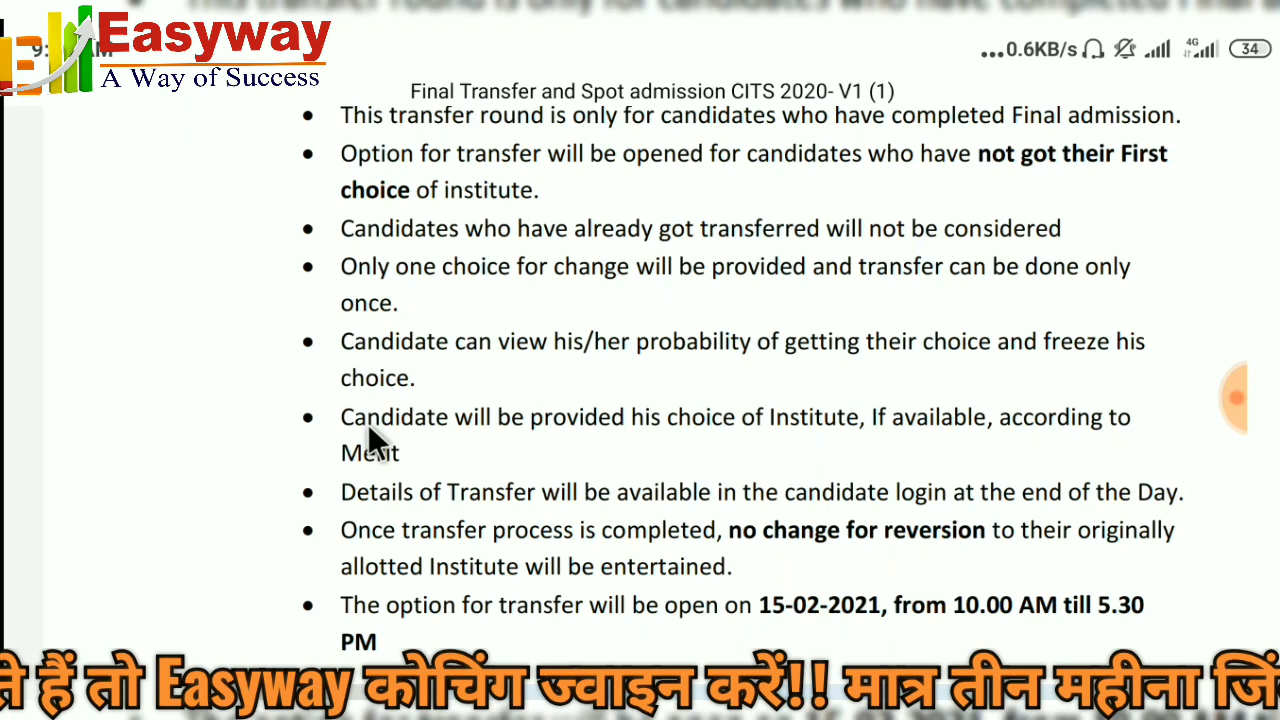 Easyway
A Way of Success
...0.6KB/s 4G 34
Final Transfer and Spot admission CITS 2020- V1 (1)
• This transfer round is only for candidates who have completed Final admission.
• Option for transfer will be opened for candidates who have not got their First
choice of institute.
• Candidates who have already got transferred will not be considered
• Only one choice for change will be provided and transfer can be done only
once.
• Candidate can view his/her probability of getting their choice and freeze his
choice.
• Candidate will be provided his choice of Institute, If available, according to
Merit
• Details of Transfer will be available in the candidate login at the end of the Day.
• Once transfer process is completed, no change for reversion to their originally
allotted Institute will be entertained.
• The option for transfer will be open on 15-02-2021, from 10.00 AM till 5.30
PM
हैं तो Easyway कोचिंग ज्वाइन करें!! मात्र तीन महीना